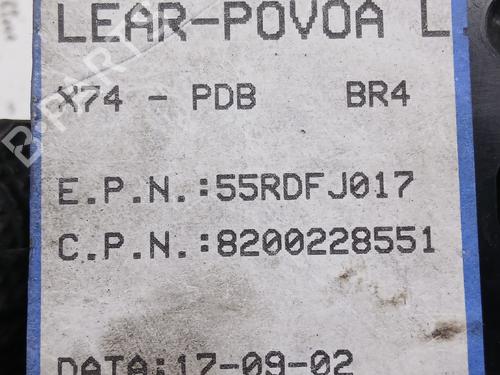 LEAR-POVOA L
X74 - PDB BR4
E.P.N.:55RDFJ017
C.P.N.:8200228551
DATA:17-09-02